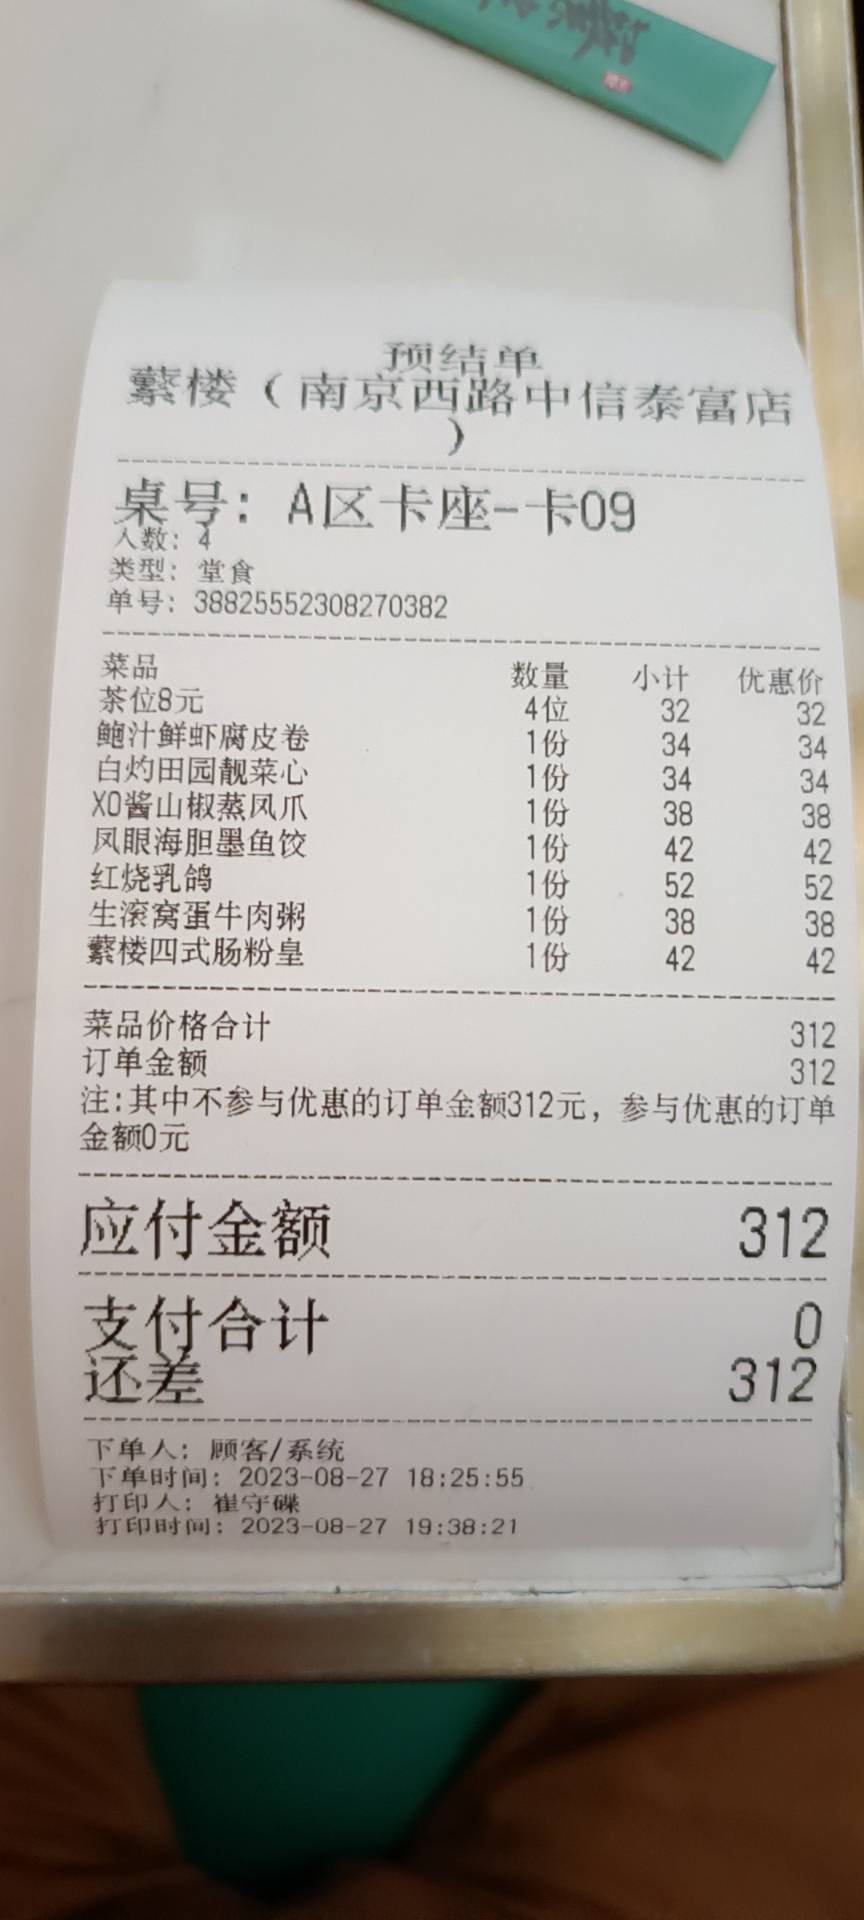 预结单
蘩楼（南京西路中信泰富店
）
桌号：A区卡座-卡09
人数：4
类型：堂食
单号：38825552308270382
菜品 数量 小计 优惠价
茶位8元 4位 32 32
鲍汁鲜虾腐皮卷 1份 34 34
白灼田园靓菜心 1份 34 34
XO酱山椒蒸凤爪 1份 38 38
凤眼海胆墨鱼饺 1份 42 42
红烧乳鸽 1份 52 52
生滚窝蛋牛肉粥 1份 38 38
蘩楼四式肠粉皇 1份 42 42
菜品价格合计 312
订单金额 312
注:其中不参与优惠的订单金额312元，参与优惠的订单
金额0元
应付金额 312
支付合计 0
还差 312
下单人：顾客/系统
下单时间：2023-08-27 18:25:55
打印人：崔守碟
打印时间：2023-08-27 19:38:21